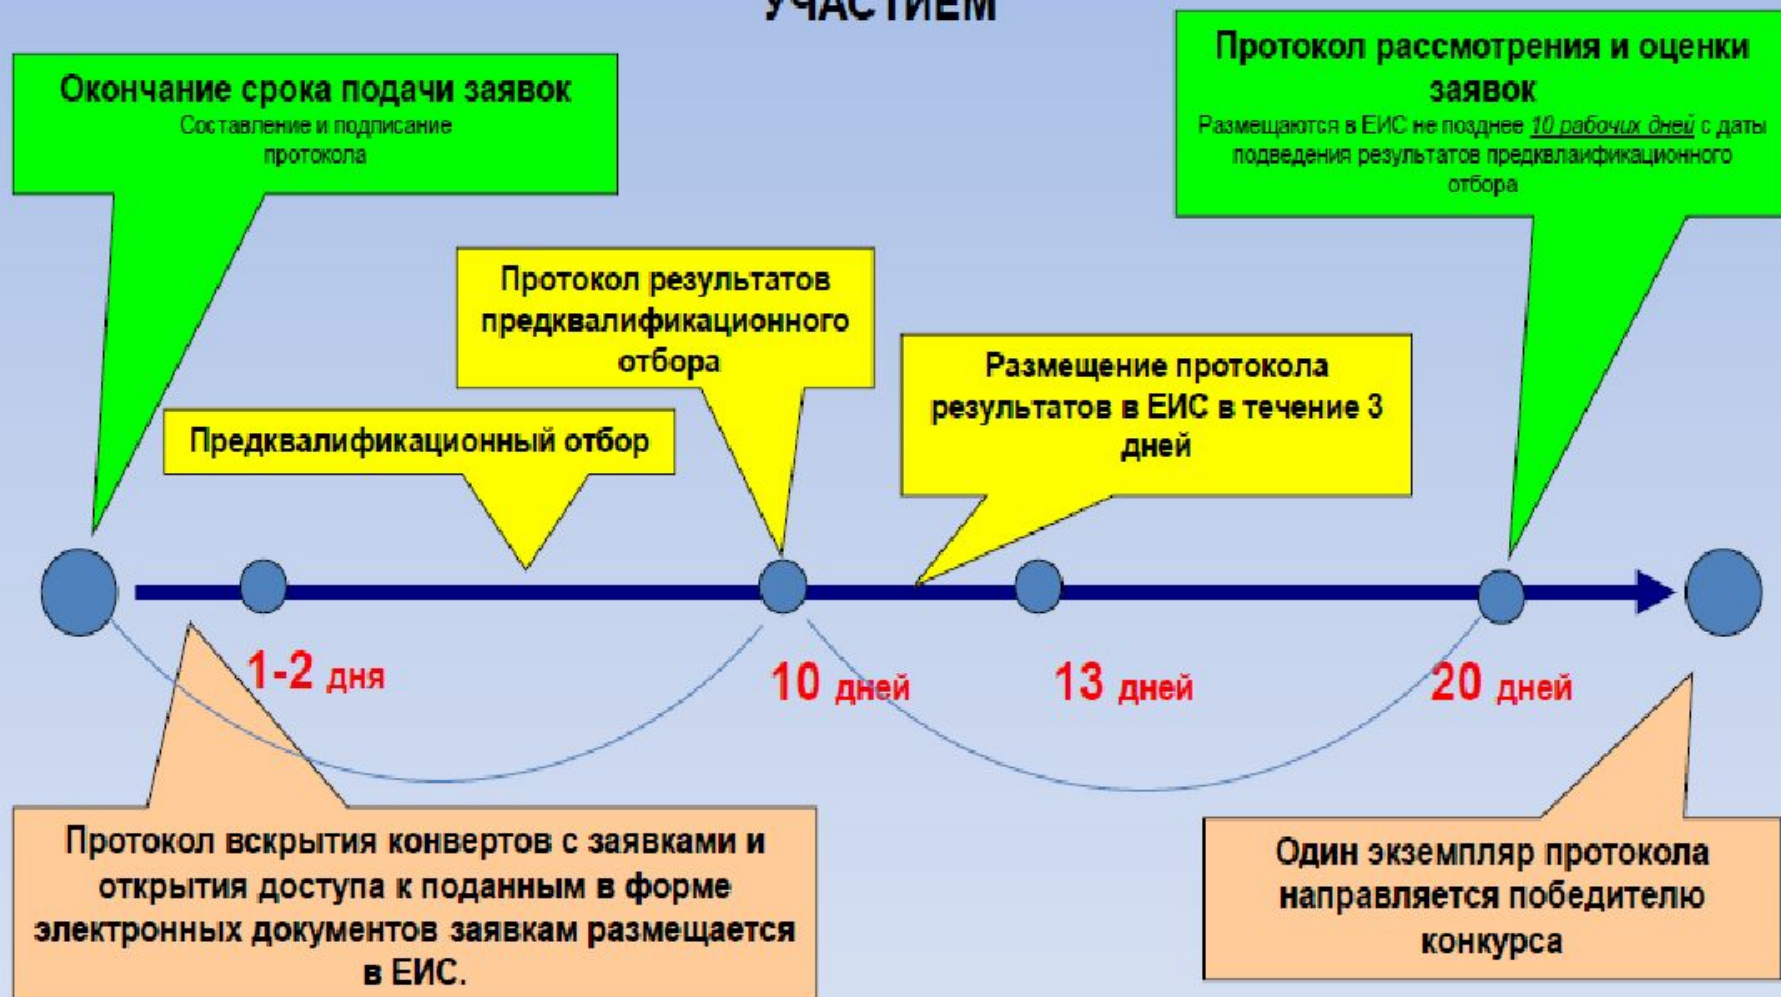 УЧАСТИЕМ
Окончание срока подачи заявок
Составление и подписание
протокола
Протокол рассмотрения и оценки
заявок
Размещаются в ЕИС не позднее 10 рабочих дней с даты
подведения результатов предквлаификационного
отбора
Протокол результатов
предквалификационного
отбора
Размещение протокола
результатов в ЕИС в течение 3
дней
Предквалификационный отбор
1-2 дня
10 дней
13 дней
20 дней
Протокол вскрытия конвертов с заявками и
открытия доступа к поданным в форме
электронных документов заявкам размещается
в ЕИС.
Один экземпляр протокола
направляется победителю
конкурса